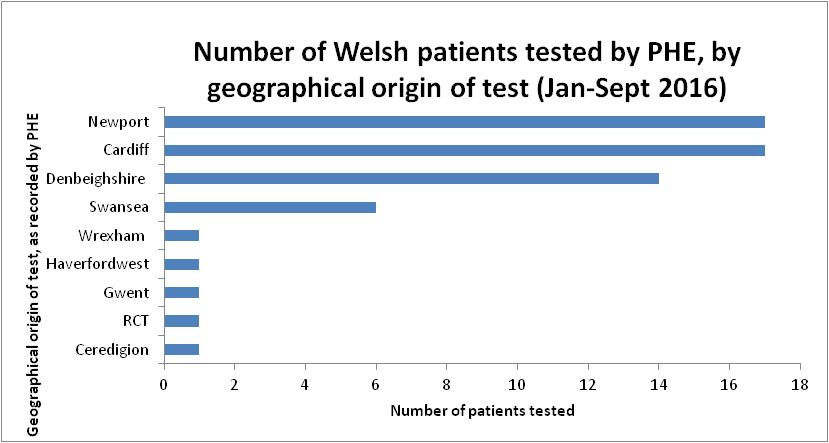 Number of Welsh patients tested by PHE, by
geographical origin of test (Jan-Sept 2016)
Geographical origin of test, as recorded by PHE
Newport
Cardiff
Denbeighshire
Swansea
Wrexham
Haverfordwest
Gwent
RCT
Ceredigion
0 2 4 6 8 10 12 14 16 18
Number of patients tested